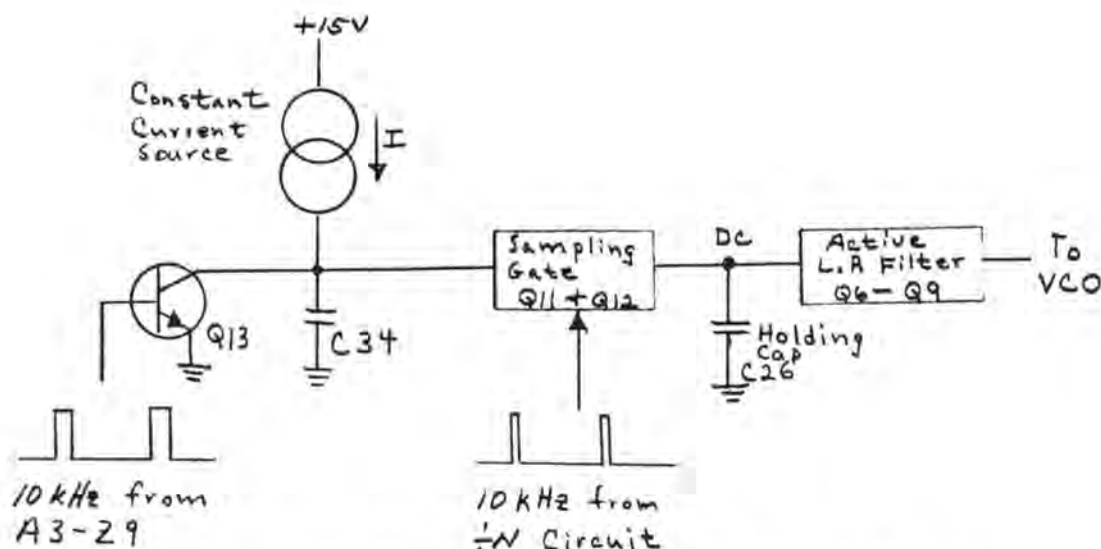 +15V
Constant
Current
Source
I
Q13
C34
Sampling
Gate
Q11 + Q12
DC
Holding
Cap
C26
Active
L.P Filter
Q6 — Q9
To
VCO
10 kHz from
A3-Z9
10 kHz from
÷N Circuit